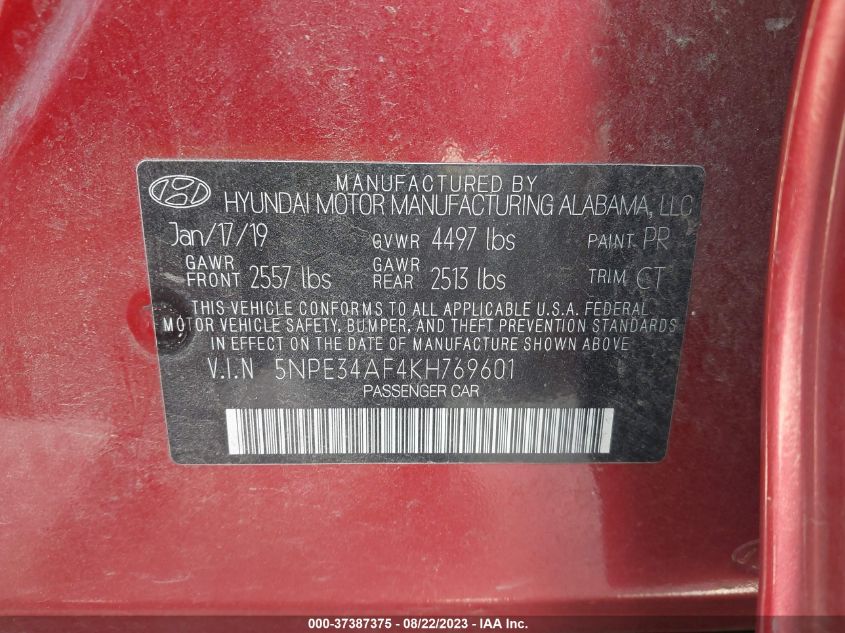 MANUFACTURED BY
HYUNDAI MOTOR MANUFACTURING ALABAMA, LLC
Jan/17/19 GVWR 4497 lbs PAINT PR
GAWR FRONT 2557 lbs GAWR REAR 2513 lbs TRIM CT
THIS VEHICLE CONFORMS TO ALL APPLICABLE U.S.A. FEDERAL
MOTOR VEHICLE SAFETY, BUMPER, AND THEFT PREVENTION STANDARDS
IN EFFECT ON THE DATE OF MANUFACTURE SHOWN ABOVE.
V.I.N 5NPE34AF4KH769601
PASSENGER CAR
000-37387375 - 08/22/2023 - IAA Inc.